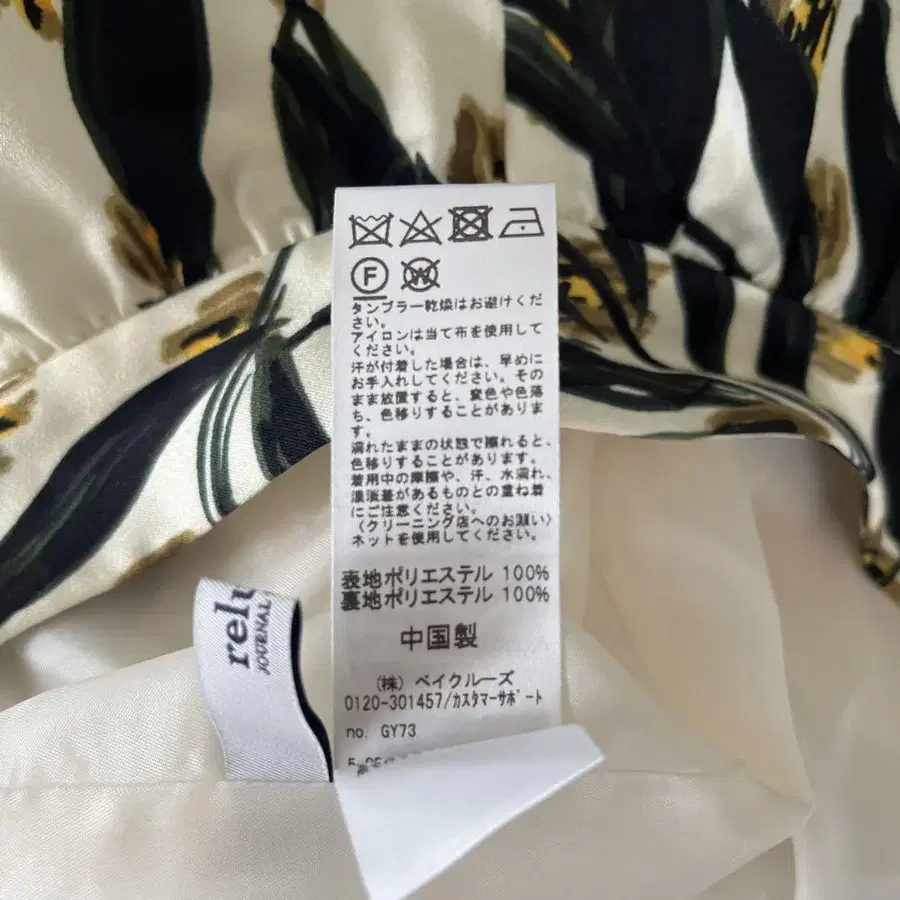 F W
タンブラー乾燥はお避けくだ
さい。
アイロンは当て布を使用して
ください。
汗が付着した場合は、早めに
お手入れしてください。その
まま放置すると、変色や色落
ち、色移りすることがありま
す。
濡れたままの状態で擦れると、
色移りすることがあります。
着用中の摩擦や、汗、水濡れ、
濃淡差があるものとの重ね着
にご注意ください。
〈クリーニング店へのお願い〉
ネットを使用してください。
表地ポリエステル 100%
裏地ポリエステル 100%
中国製
(株) ベイクルーズ
0120-301457/カスタマーサポート
no. GY73
relu
JOURNAL